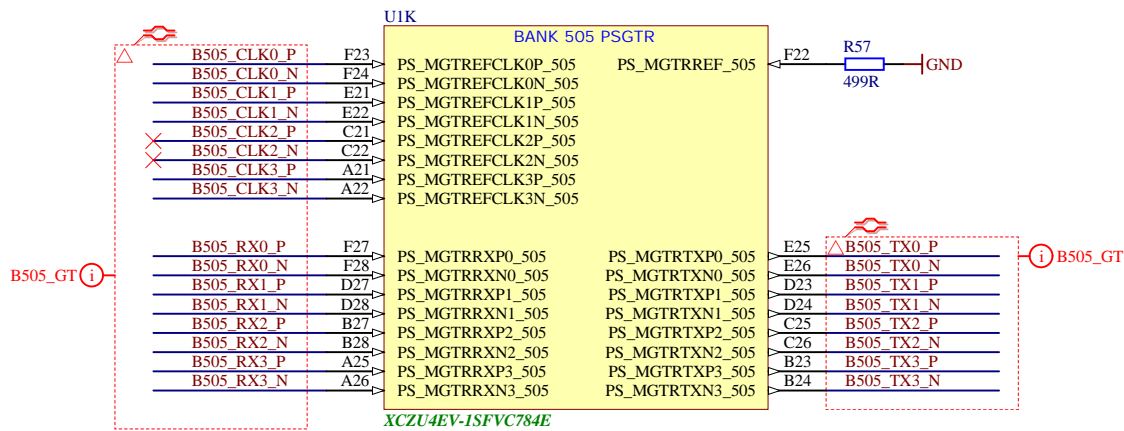 U1K
BANK 505 PSGTR
B505_CLK0_P F23 PS_MGTREFCLK0P_505 PS_MGTRREF_505 F22 R57 499R GND
B505_CLK0_N F24 PS_MGTREFCLK0N_505
B505_CLK1_P E21 PS_MGTREFCLK1P_505
B505_CLK1_N E22 PS_MGTREFCLK1N_505
B505_CLK2_P C21 PS_MGTREFCLK2P_505
B505_CLK2_N C22 PS_MGTREFCLK2N_505
B505_CLK3_P A21 PS_MGTREFCLK3P_505
B505_CLK3_N A22 PS_MGTREFCLK3N_505
B505_RX0_P F27 PS_MGTRRXP0_505 PS_MGTRTXP0_505 E25 B505_TX0_P
B505_GT i B505_RX0_N F28 PS_MGTRRXN0_505 PS_MGTRTXN0_505 E26 B505_TX0_N i B505_GT
B505_RX1_P D27 PS_MGTRRXP1_505 PS_MGTRTXP1_505 D23 B505_TX1_P
B505_RX1_N D28 PS_MGTRRXN1_505 PS_MGTRTXN1_505 D24 B505_TX1_N
B505_RX2_P B27 PS_MGTRRXP2_505 PS_MGTRTXP2_505 C25 B505_TX2_P
B505_RX2_N B28 PS_MGTRRXN2_505 PS_MGTRTXN2_505 C26 B505_TX2_N
B505_RX3_P A25 PS_MGTRRXP3_505 PS_MGTRTXP3_505 B23 B505_TX3_P
B505_RX3_N A26 PS_MGTRRXN3_505 PS_MGTRTXN3_505 B24 B505_TX3_N
XCZU4EV-1SFVC784E